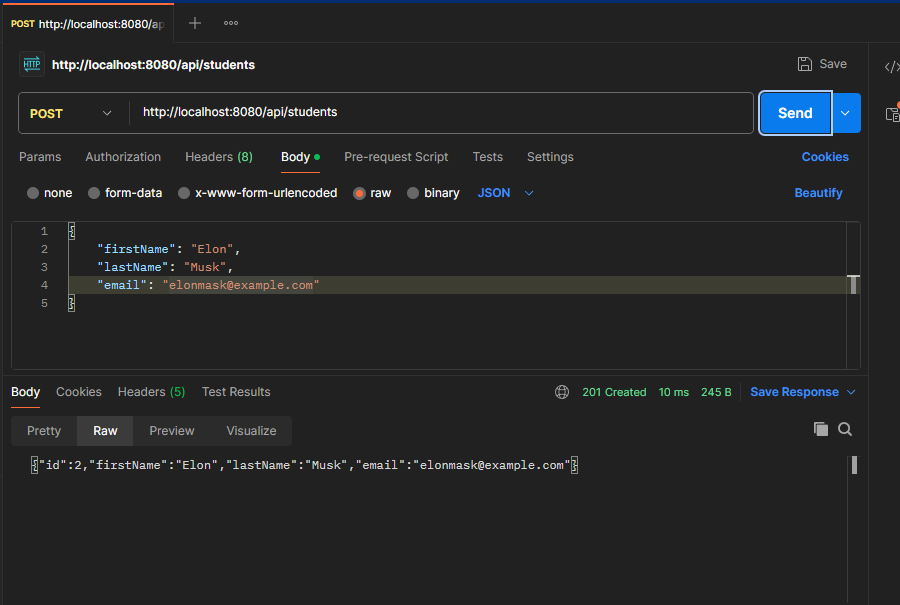 POST http://localhost:8080/ap
HTTP http://localhost:8080/api/students Save
POST http://localhost:8080/api/students Send
Params Authorization Headers (8) Body Pre-request Script Tests Settings Cookies
none form-data x-www-form-urlencoded raw binary JSON Beautify
1 {
2 "firstName": "Elon",
3 "lastName": "Musk",
4 "email": "elonmask@example.com"
5 }
Body Cookies Headers (5) Test Results 201 Created 10 ms 245 B Save Response
Pretty Raw Preview Visualize
{"id":2,"firstName":"Elon","lastName":"Musk","email":"elonmask@example.com"}